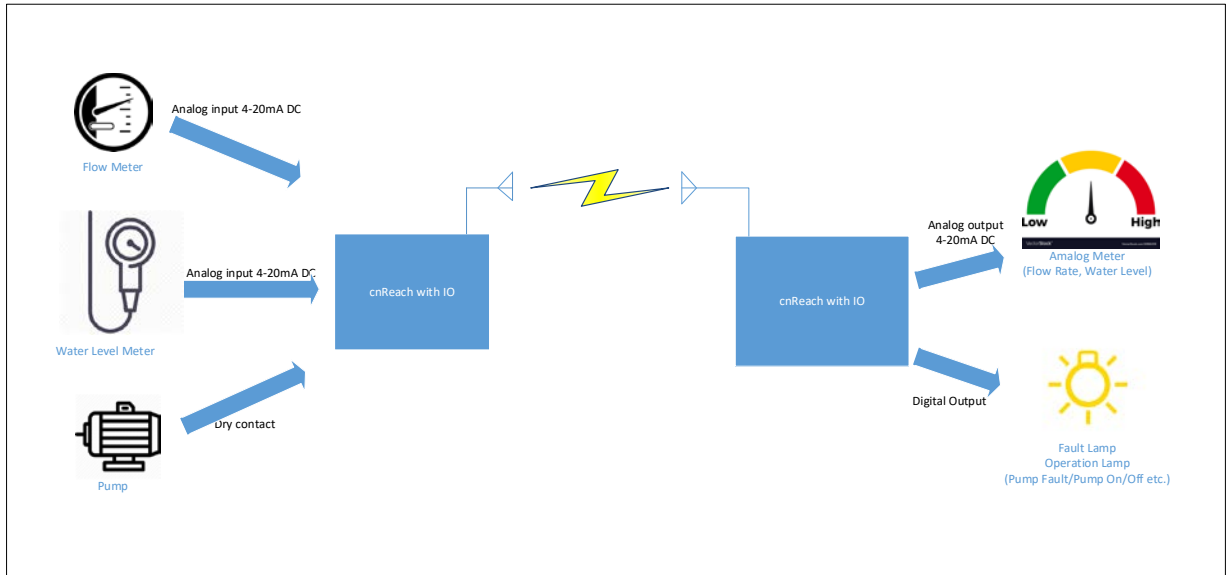 Analog input 4-20mA DC
Flow Meter
Analog input 4-20mA DC
Water Level Meter
Dry contact
Pump
cnReach with IO
cnReach with IO
Analog output
4-20mA DC
Low
High
Amalog Meter
(Flow Rate, Water Level)
Digital Output
Fault Lamp
Operation Lamp
(Pump Fault/Pump On/Off etc.)